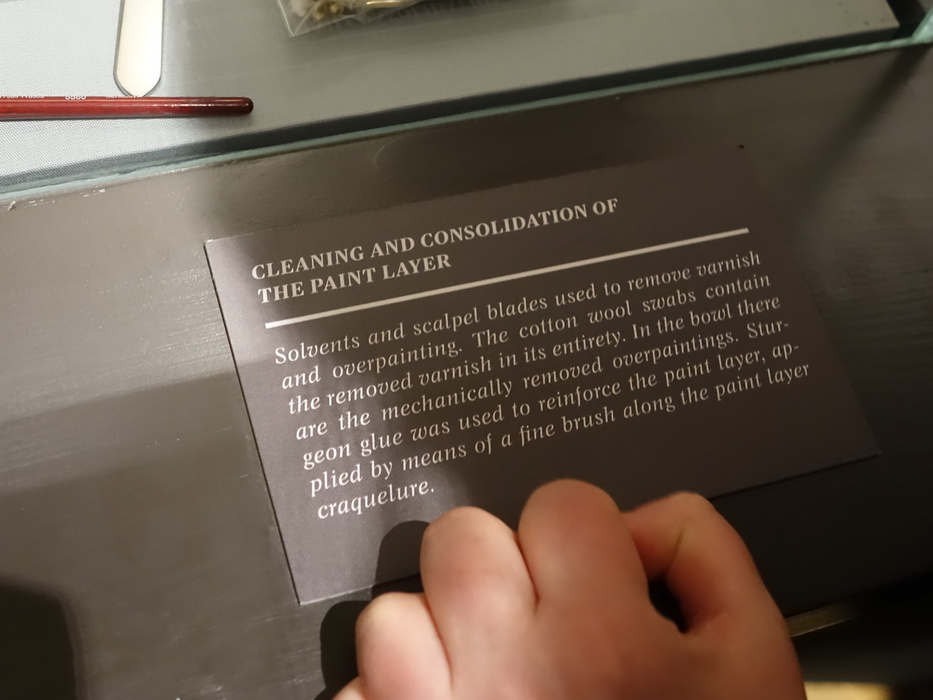 CLEANING AND CONSOLIDATION OF
THE PAINT LAYER
Solvents and scalpel blades used to remove varnish
and overpainting. The cotton wool swabs contain
the removed varnish in its entirety. In the bowl there
are the mechanically removed overpaintings. Stur-
geon glue was used to reinforce the paint layer, ap-
plied by means of a fine brush along the paint layer
craquelure.